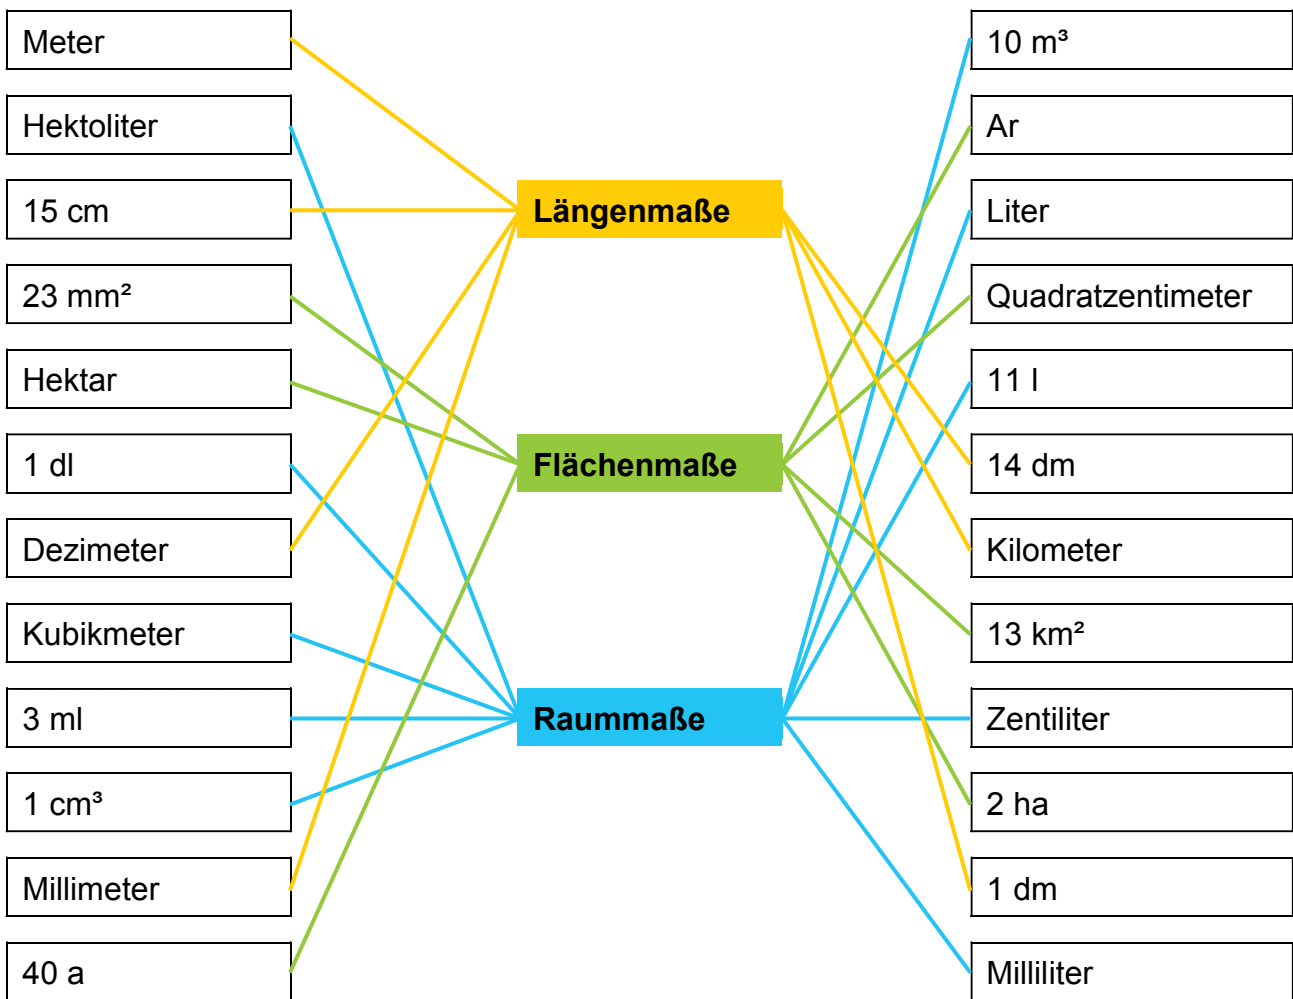 Meter
Hektoliter
15 cm
23 mm²
Hektar
1 dl
Dezimeter
Kubikmeter
3 ml
1 cm³
Millimeter
40 a
Längenmaße
Flächenmaße
Raummaße
10 m³
Ar
Liter
Quadratzentimeter
11 l
14 dm
Kilometer
13 km²
Zentiliter
2 ha
1 dm
Milliliter